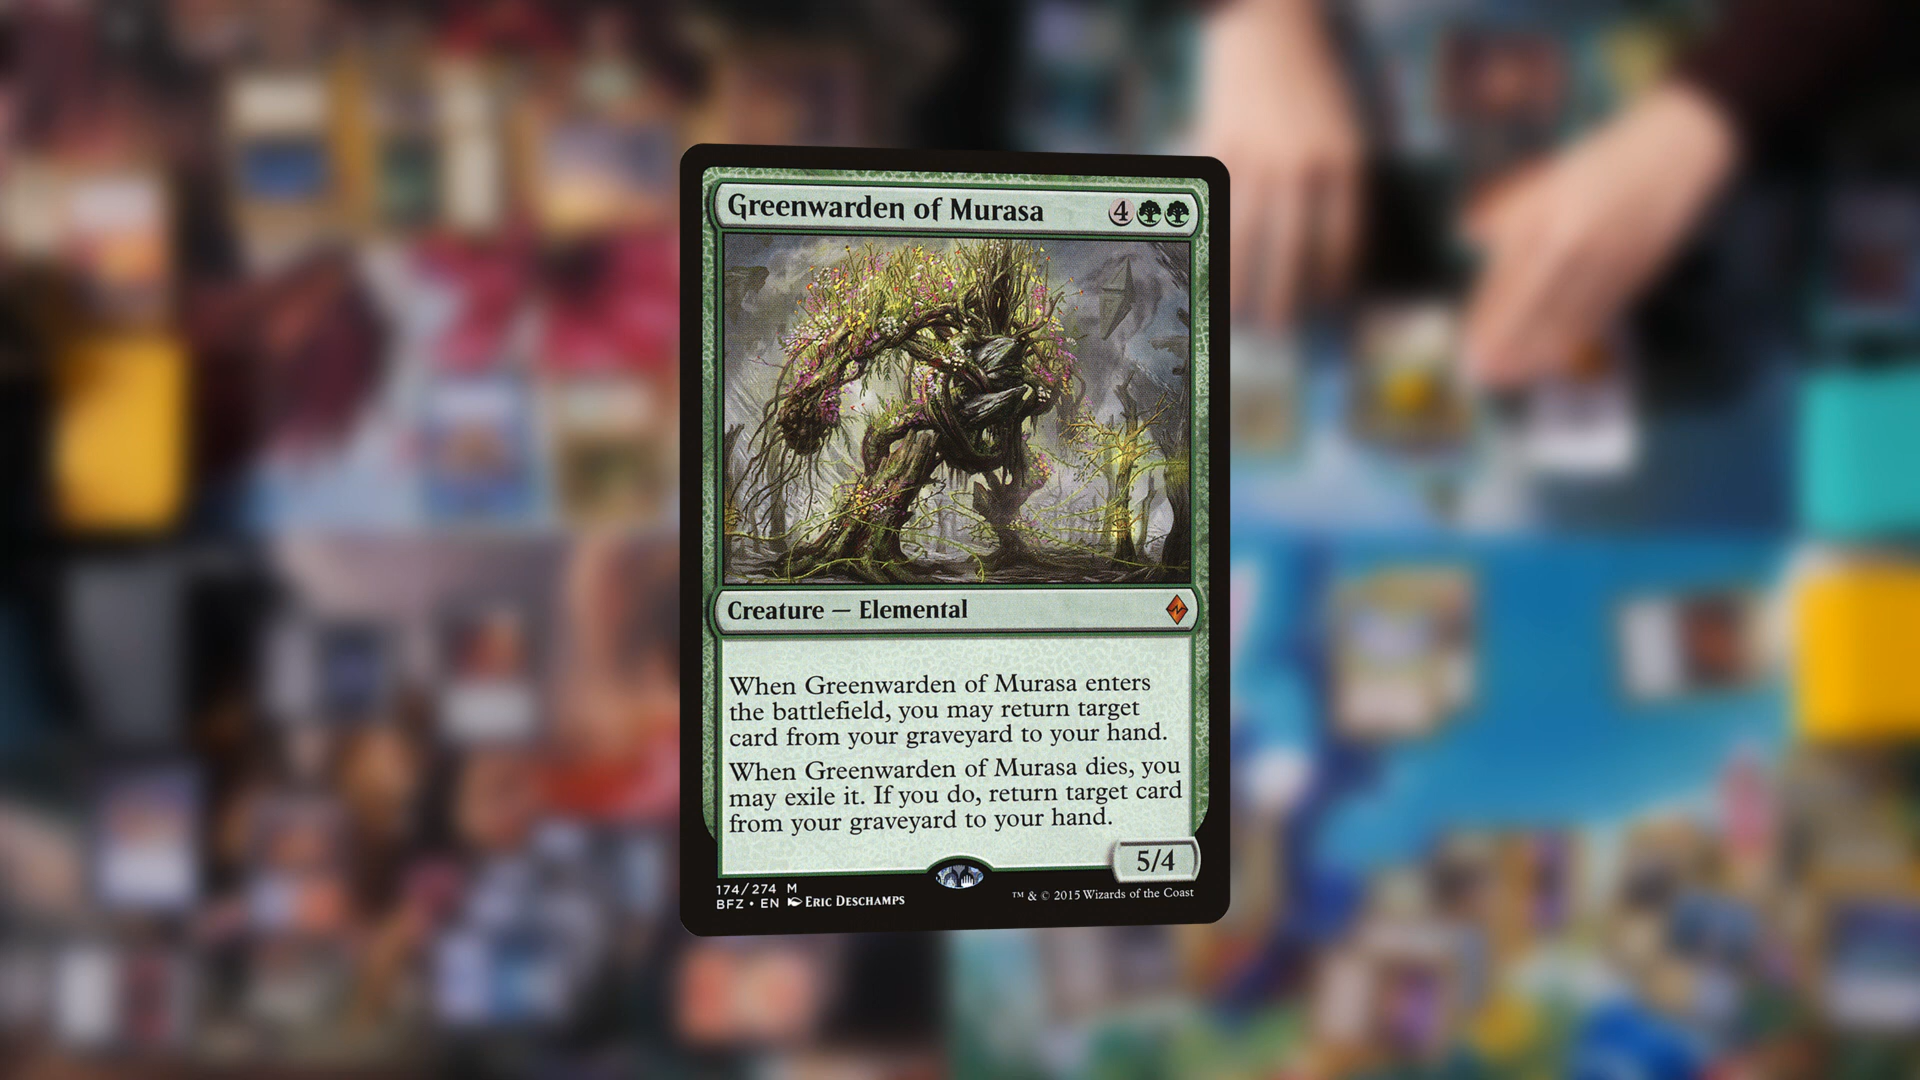 Greenwarden of Murasa 4
Creature — Elemental
When Greenwarden of Murasa enters
the battlefield, you may return target
card from your graveyard to your hand.
When Greenwarden of Murasa dies, you
may exile it. If you do, return target card
from your graveyard to your hand.
5/4
174/274 M
BFZ • EN Eric Deschamps
™ & © 2015 Wizards of the Coast